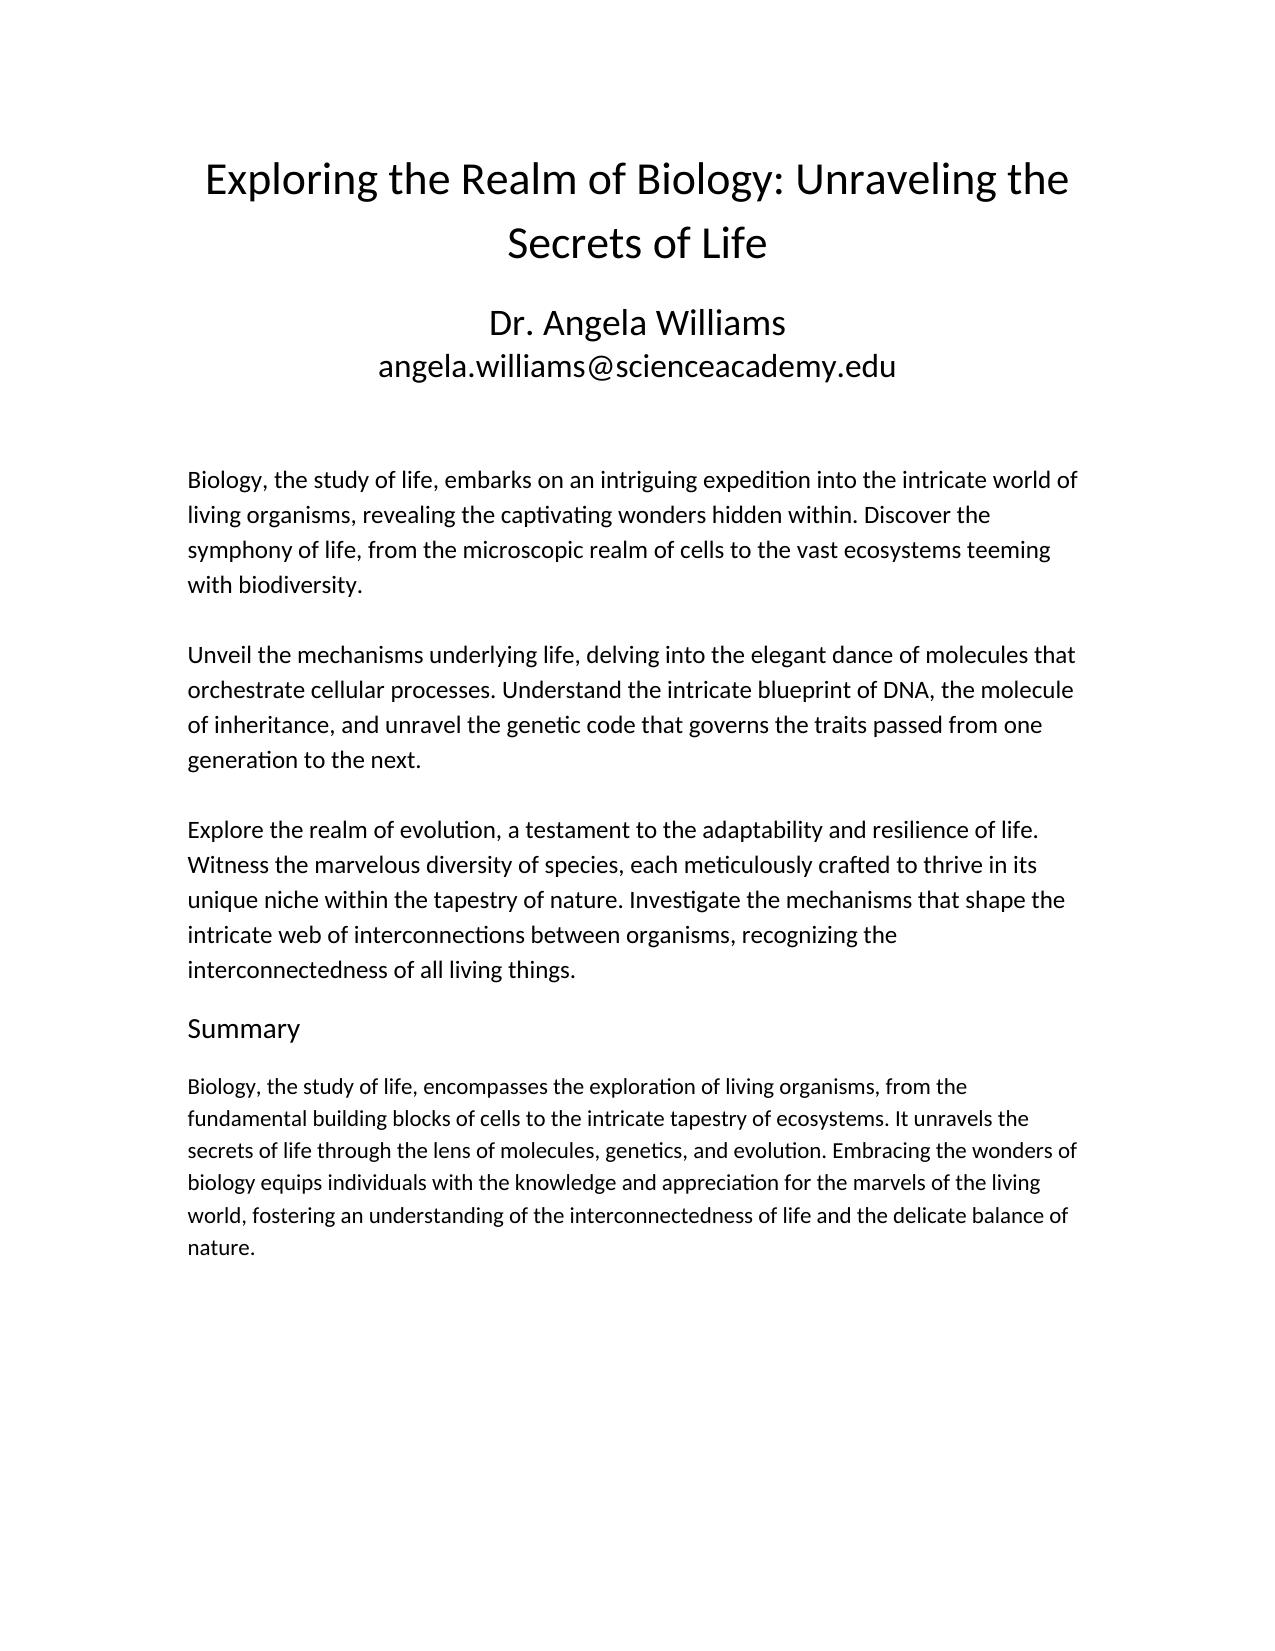 Exploring the Realm of Biology: Unraveling the
Secrets of Life
Dr. Angela Williams
angela.williams@scienceacademy.edu
Biology, the study of life, embarks on an intriguing expedition into the intricate world of
living organisms, revealing the captivating wonders hidden within. Discover the
symphony of life, from the microscopic realm of cells to the vast ecosystems teeming
with biodiversity.
Unveil the mechanisms underlying life, delving into the elegant dance of molecules that
orchestrate cellular processes. Understand the intricate blueprint of DNA, the molecule
of inheritance, and unravel the genetic code that governs the traits passed from one
generation to the next.
Explore the realm of evolution, a testament to the adaptability and resilience of life.
Witness the marvelous diversity of species, each meticulously crafted to thrive in its
unique niche within the tapestry of nature. Investigate the mechanisms that shape the
intricate web of interconnections between organisms, recognizing the
interconnectedness of all living things.
Summary
Biology, the study of life, encompasses the exploration of living organisms, from the
fundamental building blocks of cells to the intricate tapestry of ecosystems. It unravels the
secrets of life through the lens of molecules, genetics, and evolution. Embracing the wonders of
biology equips individuals with the knowledge and appreciation for the marvels of the living
world, fostering an understanding of the interconnectedness of life and the delicate balance of
nature.